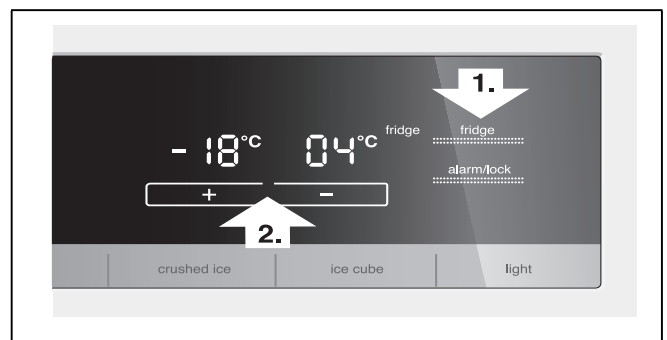 1.
- 18°C 04°C fridge fridge
alarm/lock
+ −
2.
crushed ice ice cube light